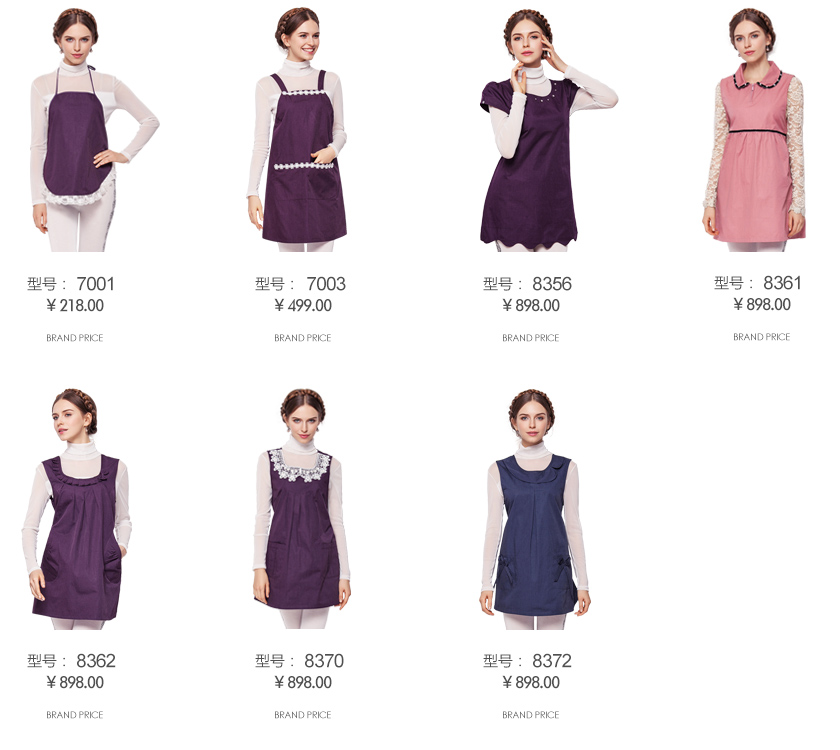 型号： 7001
￥218.00
BRAND PRICE
型号： 7003
￥499.00
BRAND PRICE
型号： 8356
￥898.00
BRAND PRICE
型号： 8361
￥898.00
BRAND PRICE
型号： 8362
￥898.00
BRAND PRICE
型号： 8370
￥898.00
BRAND PRICE
型号： 8372
￥898.00
BRAND PRICE